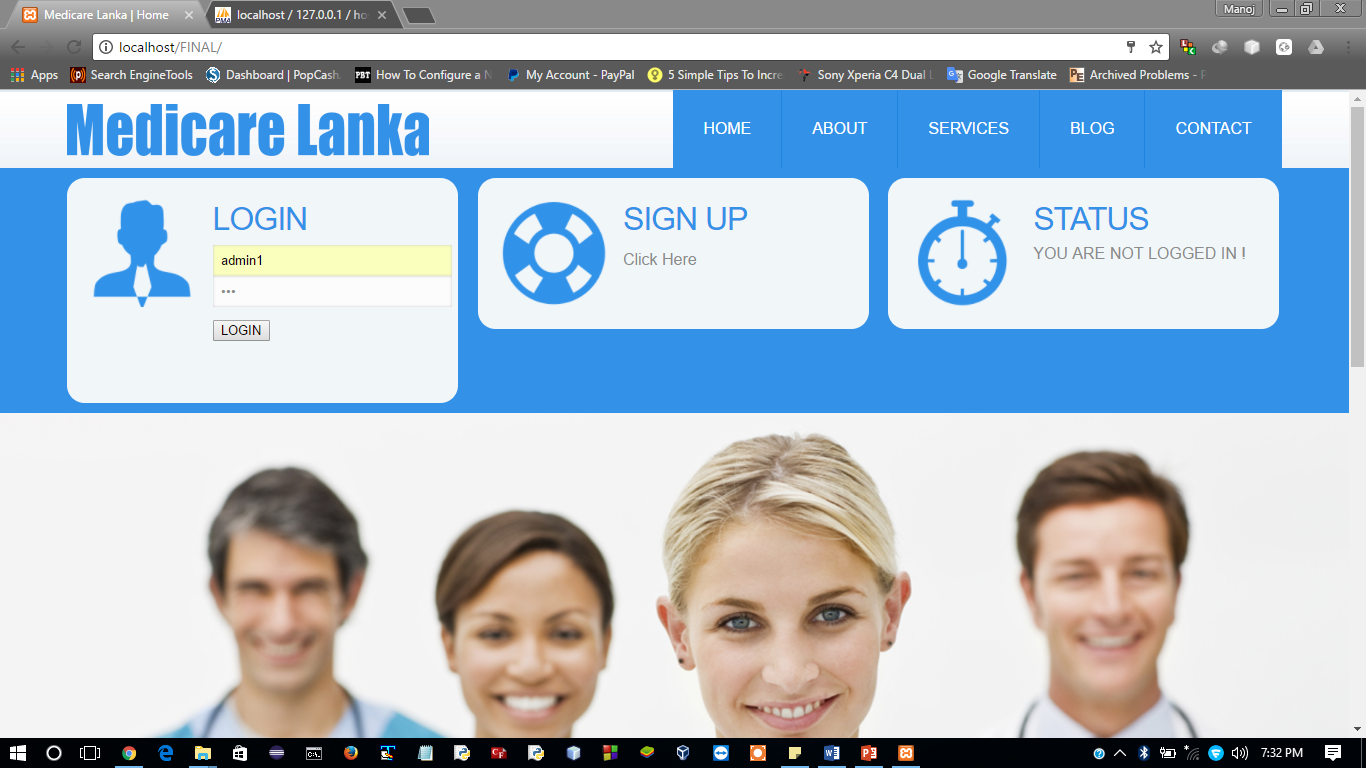 Medicare Lanka | Home
localhost / 127.0.0.1 / ho
Manoj
localhost/FINAL/
Apps
Search EngineTools
Dashboard | PopCash
PBT How To Configure a N
My Account - PayPal
5 Simple Tips To Incre
Sony Xperia C4 Dual
Google Translate
Archived Problems - P
Medicare Lanka
HOME
ABOUT
SERVICES
BLOG
CONTACT
LOGIN
admin1
LOGIN
SIGN UP
Click Here
STATUS
YOU ARE NOT LOGGED IN !
7:32 PM